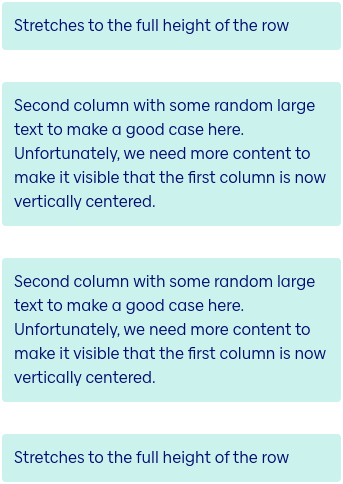 Stretches to the full height of the row
Second column with some random large
text to make a good case here.
Unfortunately, we need more content to
make it visible that the first column is now
vertically centered.
Second column with some random large
text to make a good case here.
Unfortunately, we need more content to
make it visible that the first column is now
vertically centered.
Stretches to the full height of the row